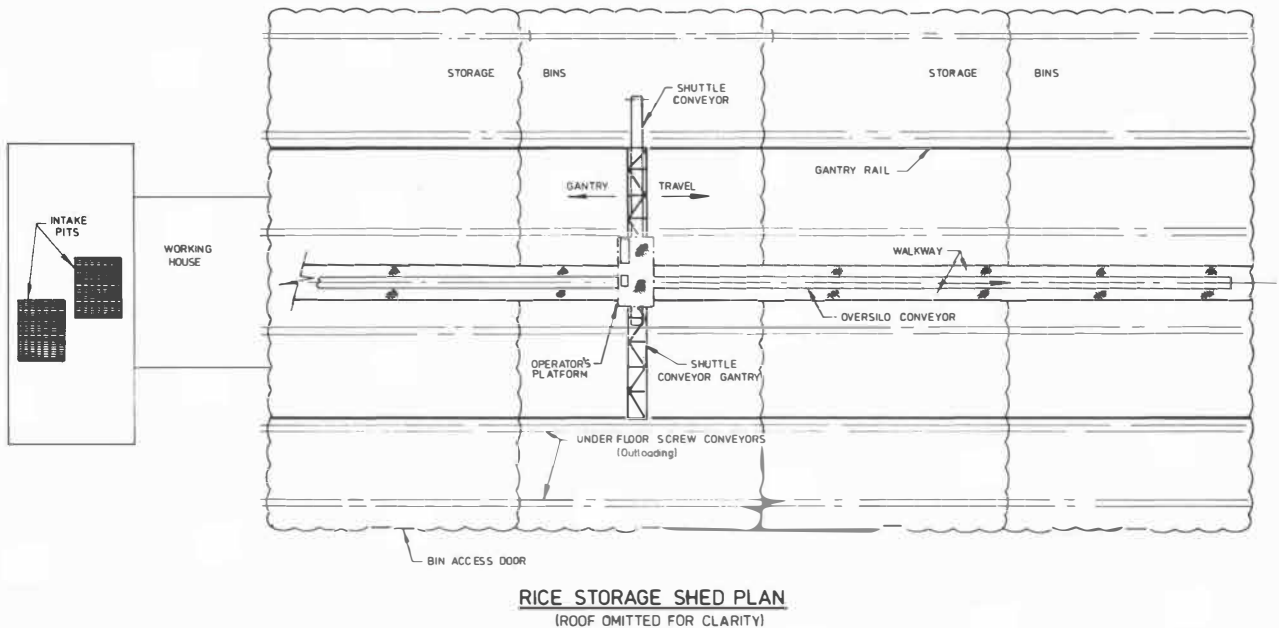 STORAGE BINS
STORAGE BINS
SHUTTLE
CONVEYOR
GANTRY RAIL
GANTRY TRAVEL
INTAKE
PITS
WORKING
HOUSE
WALKWAY
OVERSILO CONVEYOR
OPERATOR'S
PLATFORM
SHUTTLE
CONVEYOR GANTRY
UNDER FLOOR SCREW CONVEYORS
(Outloading)
BIN ACCESS DOOR
RICE STORAGE SHED PLAN
(ROOF OMITTED FOR CLARITY)